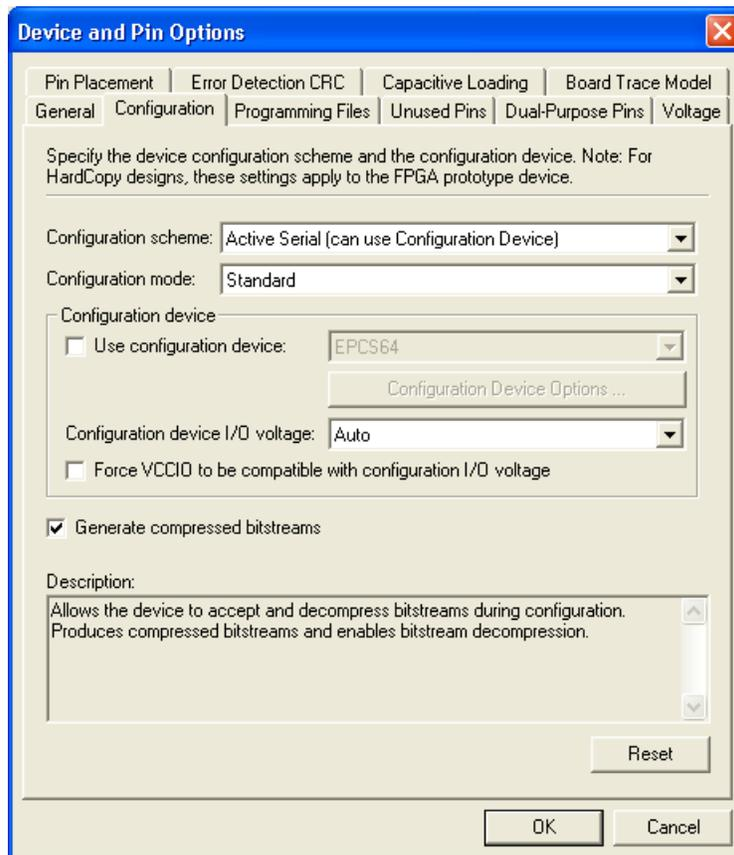 Device and Pin Options
Pin Placement Error Detection CRC Capacitive Loading Board Trace Model
General Configuration Programming Files Unused Pins Dual-Purpose Pins Voltage
Specify the device configuration scheme and the configuration device. Note: For
HardCopy designs, these settings apply to the FPGA prototype device.
Configuration scheme: Active Serial (can use Configuration Device)
Configuration mode: Standard
Configuration device
Use configuration device: EPCS64
Configuration Device Options ...
Configuration device I/O voltage: Auto
Force VCCIO to be compatible with configuration I/O voltage
Generate compressed bitstreams
Description:
Allows the device to accept and decompress bitstreams during configuration.
Produces compressed bitstreams and enables bitstream decompression.
Reset
OK Cancel